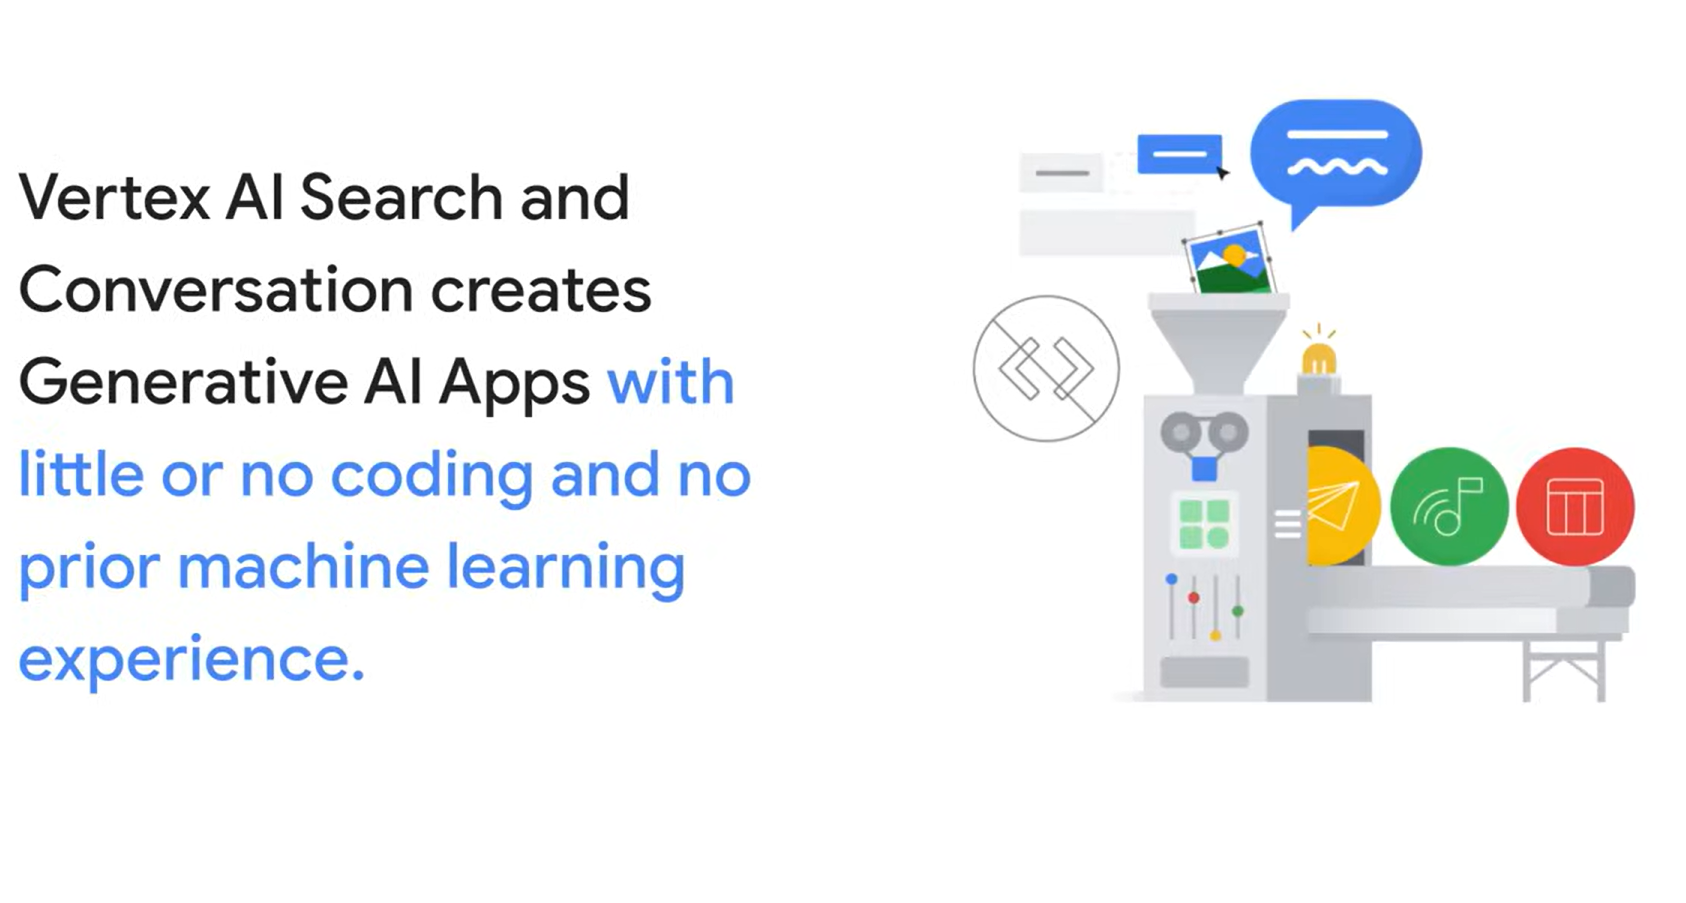 Vertex AI Search and
Conversation creates
Generative AI Apps with
little or no coding and no
prior machine learning
experience.